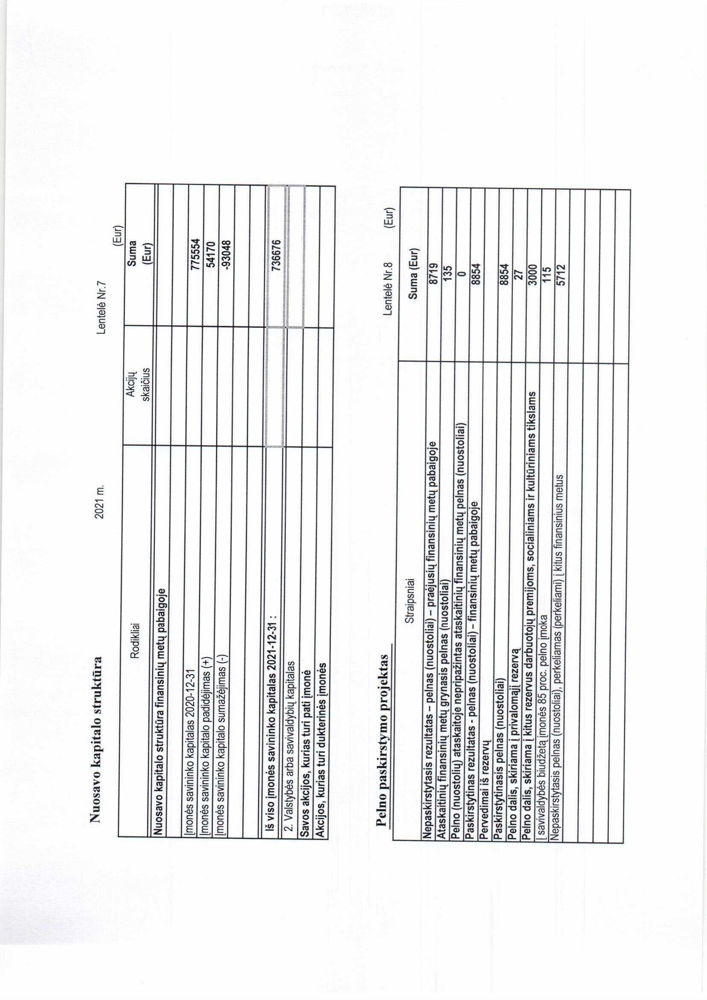 Nuosavo kapitalo struktūra 2021 m. Lentelė Nr.7
(Eur)
Rodikliai Akcijų skaičius Suma (Eur)
Nuosavo kapitalo struktūra finansinių metų pabaigoje
Įmonės savininko kapitalas 2020-12-31 775554
Įmonės savininko kapitalo padidėjimas (+) 54170
Įmonės savininko kapitalo sumažėjimas (-) -93048
Iš viso įmonės savininko kapitalas 2021-12-31 : 736676
2. Valstybės arba savivaldybių kapitalas
Savos akcijos, kurias turi pati įmonė
Akcijos, kurias turi dukterinės įmonės
Pelno paskirstymo projektas Lentelė Nr.8 (Eur)
Straipsniai Suma (Eur)
Nepaskirstytasis rezultatas – pelnas (nuostoliai) – praėjusių finansinių metų pabaigoje 8719
Ataskaitinių finansinių metų grynasis pelnas (nuostoliai) 135
Pelno (nuostolių) ataskaitoje nepripažintas ataskaitinių finansinių metų pelnas (nuostoliai) 0
Paskirstytinas rezultatas - pelnas (nuostoliai) – finansinių metų pabaigoje 8854
Pervedimai iš rezervų
Paskirstytinasis pelnas (nuostoliai) 8854
Pelno dalis, skiriama į privalomąjį rezervą 27
Pelno dalis, skiriama į kitus rezervus darbuotojų premijoms, socialiniams ir kultūriniams tikslams 3000
Į savivaldybės biudžetą įmonės 85 proc. pelno įmoka 115
Nepaskirstytasis pelnas (nuostoliai), perkeliamas (perkeliami) į kitus finansinius metus 5712